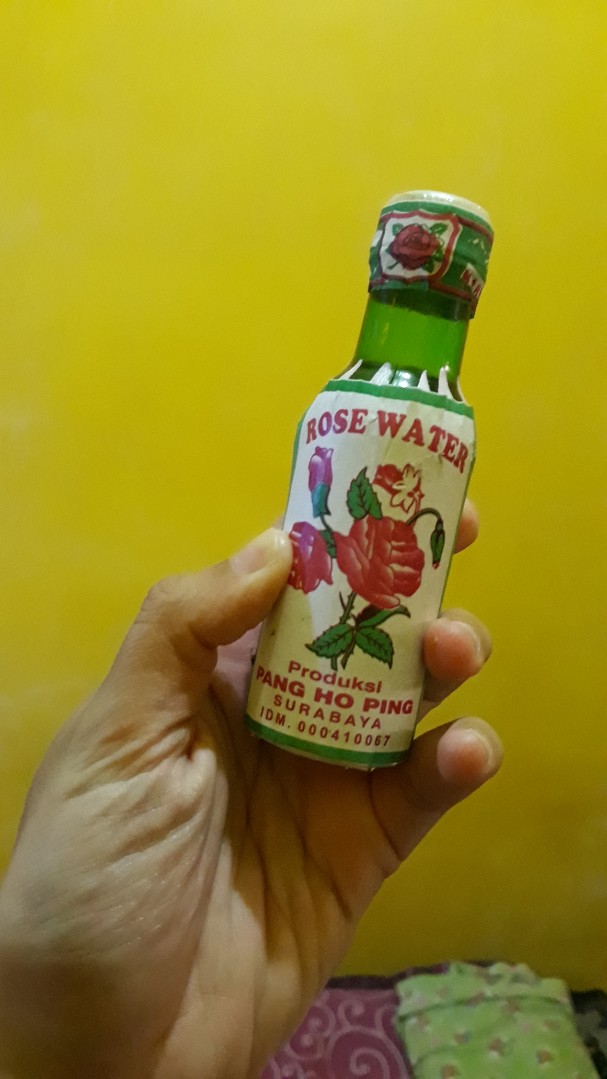 ROSE WATER
Produksi
PANG HO PING
SURABAYA
IDM. 000410067